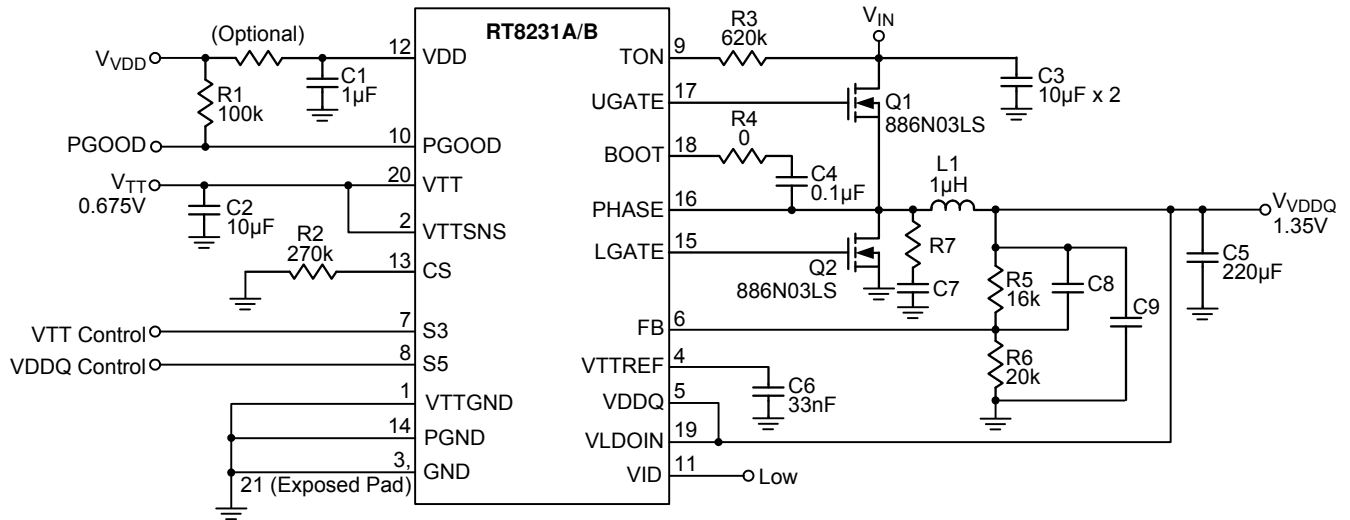 RT8231A/B
(Optional)
V_VDD
12
VDD
C1
1µF
R1
100k
PGOOD
10
PGOOD
V_TT
0.675V
20
VTT
C2
10µF
2
VTTSNS
R2
270k
13
CS
VTT Control
7
S3
VDDQ Control
8
S5
1
VTTGND
14
PGND
3,
21 (Exposed Pad)
GND
TON
9
R3
620k
V_IN
C3
10µF x 2
UGATE
17
Q1
886N03LS
BOOT
18
R4
0
C4
0.1µF
PHASE
16
L1
1µH
V_VDDQ
1.35V
LGATE
15
Q2
886N03LS
R7
C7
R5
16k
C8
C9
C5
220µF
FB
6
R6
20k
VTTREF
4
C6
33nF
VDDQ
5
VLDOIN
19
VID
11
Low